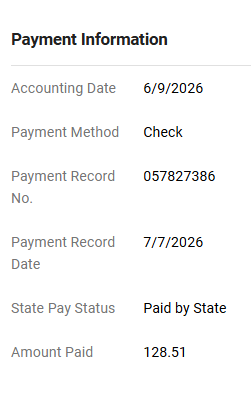 Payment Information
Accounting Date 6/9/2026
Payment Method Check
Payment Record 057827386
No.
Payment Record 7/7/2026
Date
State Pay Status Paid by State
Amount Paid 128.51